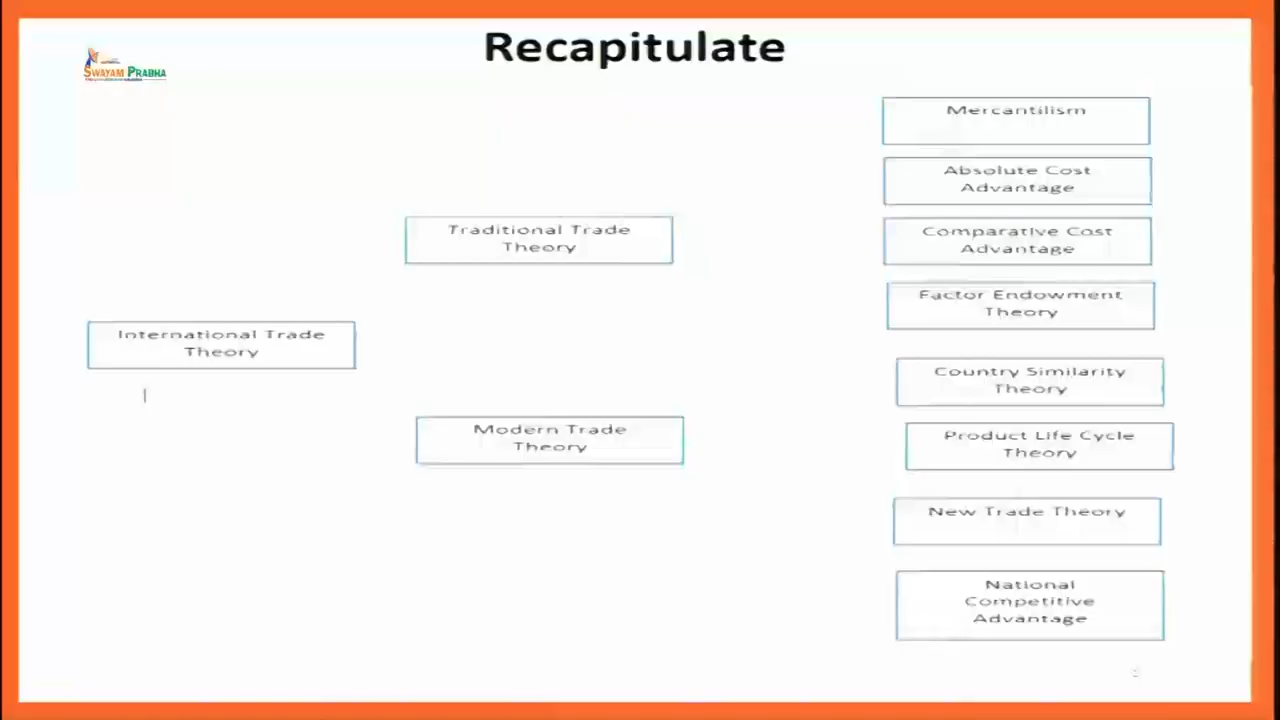 Recapitulate
SWAYAM PRABHA
Mercantilism
Absolute Cost
Advantage
Comparative Cost
Advantage
Traditional Trade
Theory
Factor Endowment
Theory
International Trade
Theory
Country Similarity
Theory
Modern Trade
Theory
Product Life Cycle
Theory
New Trade Theory
National
Competitive
Advantage